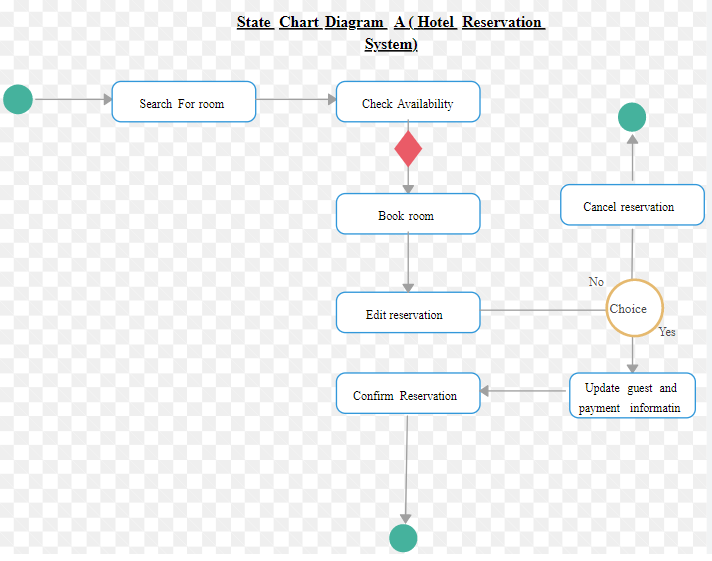 State Chart Diagram A ( Hotel Reservation
System)
Search For room
Check Availability
Book room
Cancel reservation
No
Edit reservation
Choice
Yes
Confirm Reservation
Update guest and
payment informatin